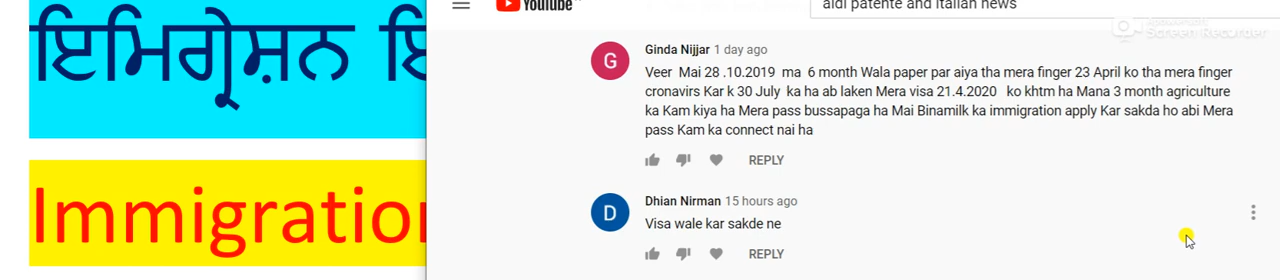 ਇਮਿਗ੍ਰੇਸ਼ਨ
Immigration
YouTube
aldi patente and italian news
Screen Recorder
G
Ginda Nijjar 1 day ago
Veer Mai 28 .10.2019 ma 6 month Wala paper par aiya tha mera finger 23 April ko tha mera finger
cronavirs Kar k 30 July ka ha ab laken Mera visa 21.4.2020 ko khtm ha Mana 3 month agriculture
ka Kam kiya ha Mera pass bussapaga ha Mai Binamilk ka immigration apply Kar sakda ho abi Mera
pass Kam ka connect nai ha
REPLY
D
Dhian Nirman 15 hours ago
Visa wale kar sakde ne
REPLY